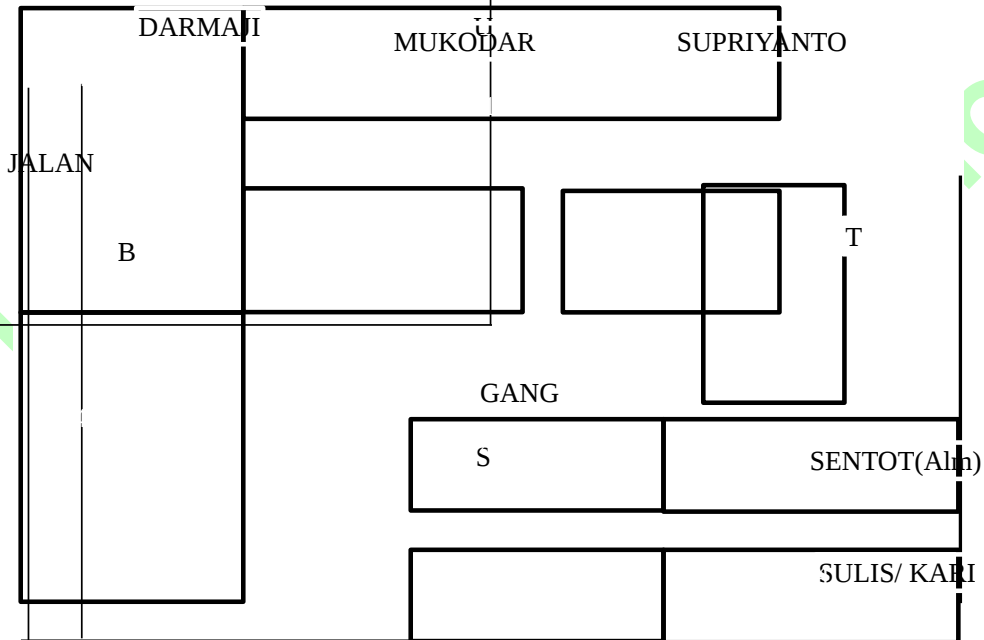 DARMAJI
U
MUKODAR
SUPRIYANTO
JALAN
B
T
GANG
S
SENTOT(Alm)
SULIS/ KARI